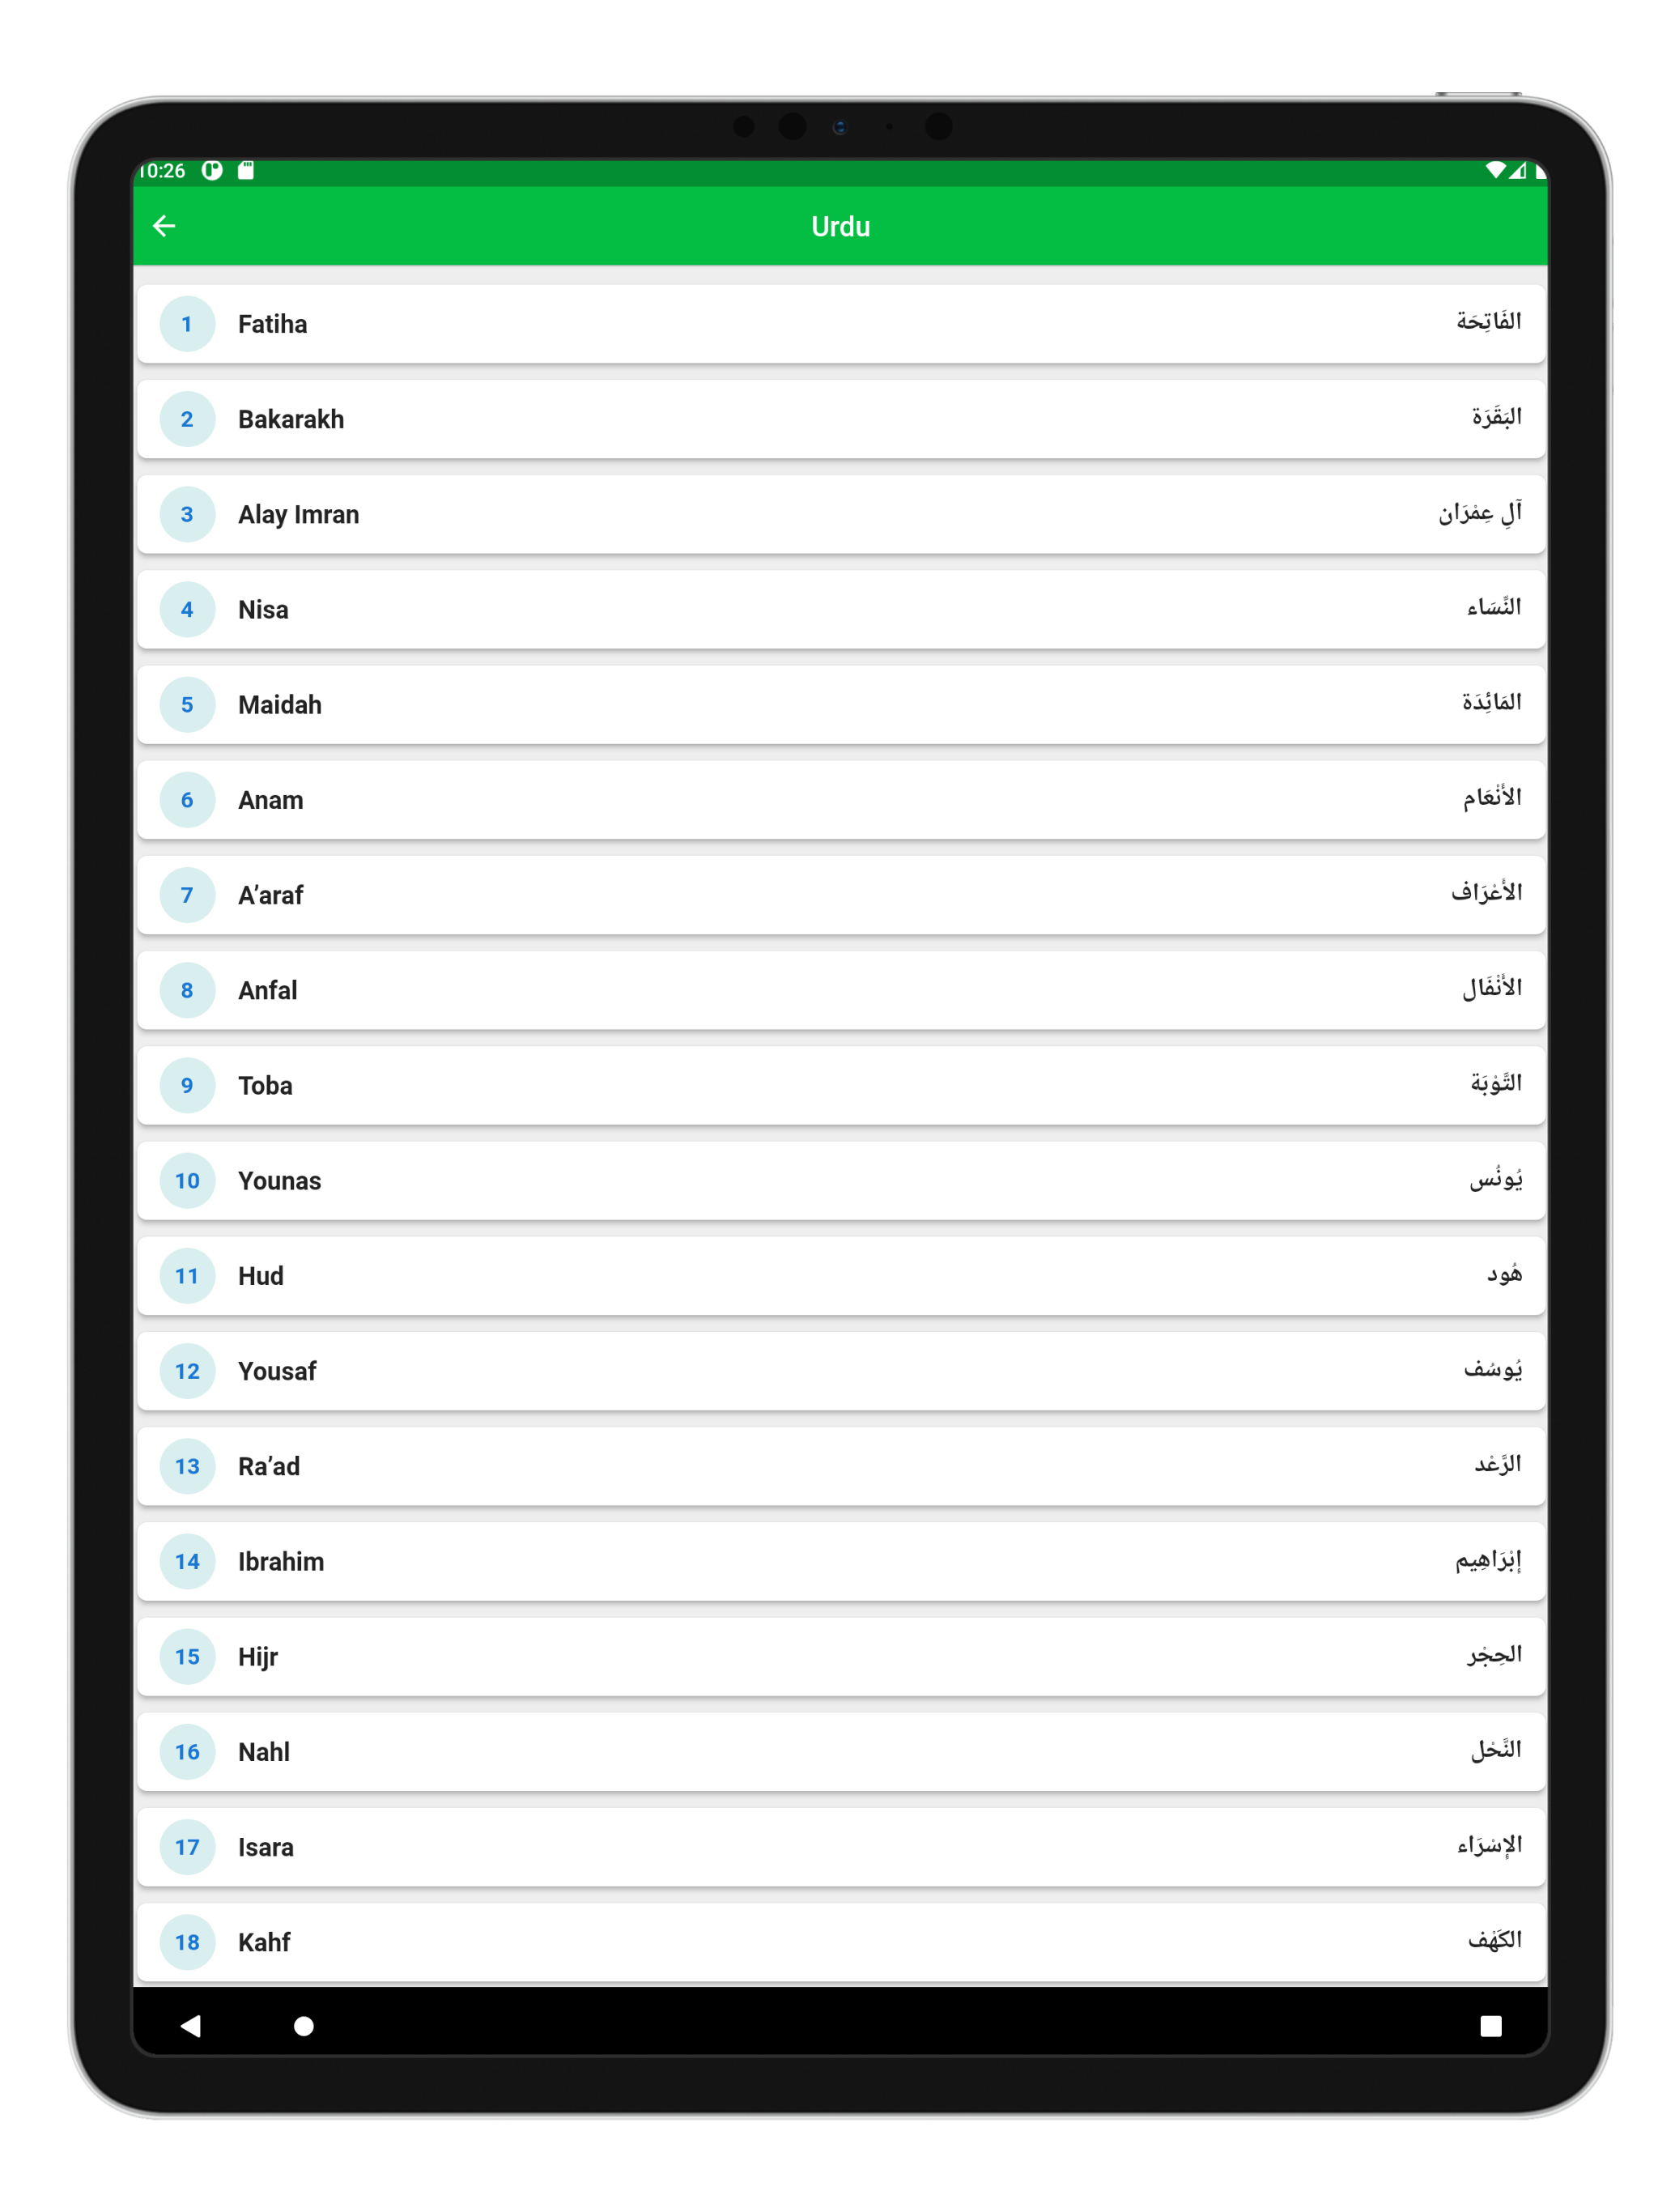 10:26
Urdu
1 Fatiha الفَاتِحَة
2 Bakarakh البَقَرَة
3 Alay Imran آلِ عِمْرَان
4 Nisa النِّسَاء
5 Maidah المَائِدَة
6 Anam الأَنْعَام
7 A’araf الأَعْرَاف
8 Anfal الأَنْفَال
9 Toba التَّوْبَة
10 Younas يُونُس
11 Hud هُود
12 Yousaf يُوسُف
13 Ra’ad الرَّعْد
14 Ibrahim إِبْرَاهِيم
15 Hijr الحِجْر
16 Nahl النَّحْل
17 Isara الإِسْرَاء
18 Kahf الكَهْف